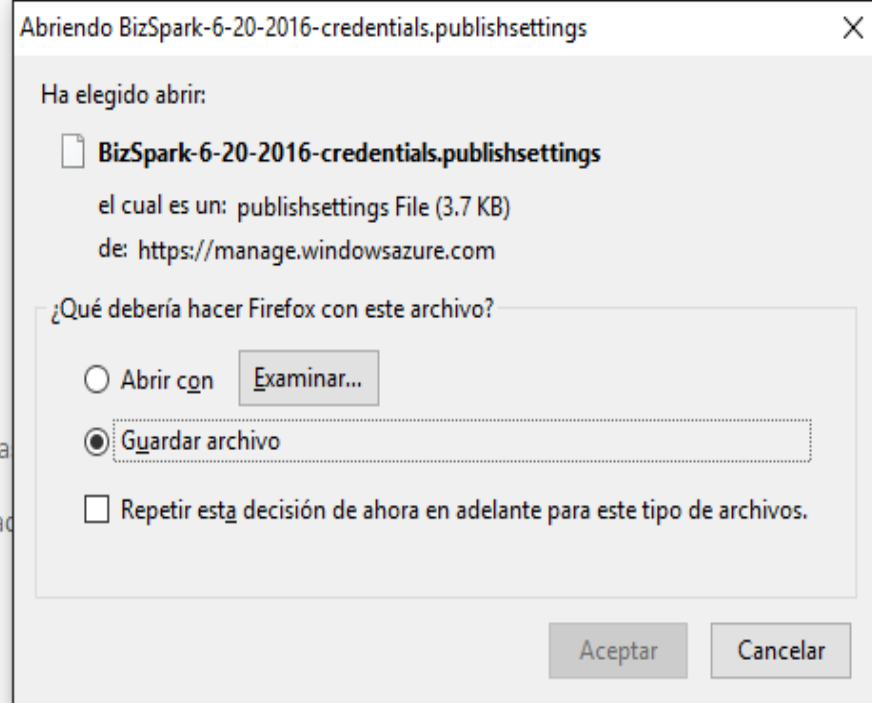 Abriendo BizSpark-6-20-2016-credentials.publishsettings
Ha elegido abrir:
BizSpark-6-20-2016-credentials.publishsettings
el cual es un: publishsettings File (3.7 KB)
de: https://manage.windowsazure.com
¿Qué debería hacer Firefox con este archivo?
Abrir con Examinar...
Guardar archivo
Repetir esta decisión de ahora en adelante para este tipo de archivos.
Aceptar Cancelar